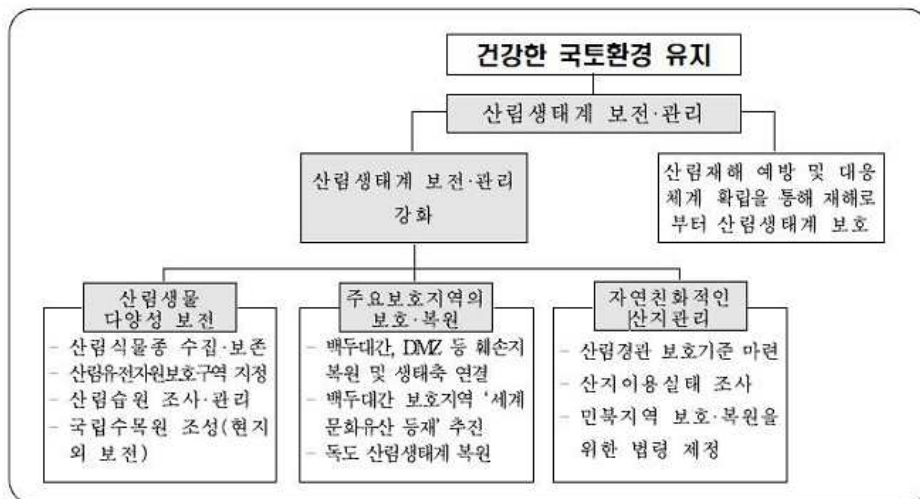 건강한 국토환경 유지
산림생태계 보전·관리
산림생태계 보전·관리
강화
산림재해 예방 및 대응
체계 확립을 통해 재해로
부터 산림생태계 보호
산림생물
다양성 보전
- 산림식물종 수집·보존
- 산림유전자원보호구역 지정
- 산림습원 조사·관리
- 국립수목원 조성(현지
외 보전)
주요보호지역의
보호·복원
- 백두대간, DMZ 등 훼손지
복원 및 생태축 연결
- 백두대간 보호지역 ‘세계
문화유산 등재’ 추진
- 독도 산림생태계 복원
자연친화적인
산지관리
- 산림경관 보호기준 마련
- 산지이용실태 조사
- 민북지역 보호·복원을
위한 법령 제정